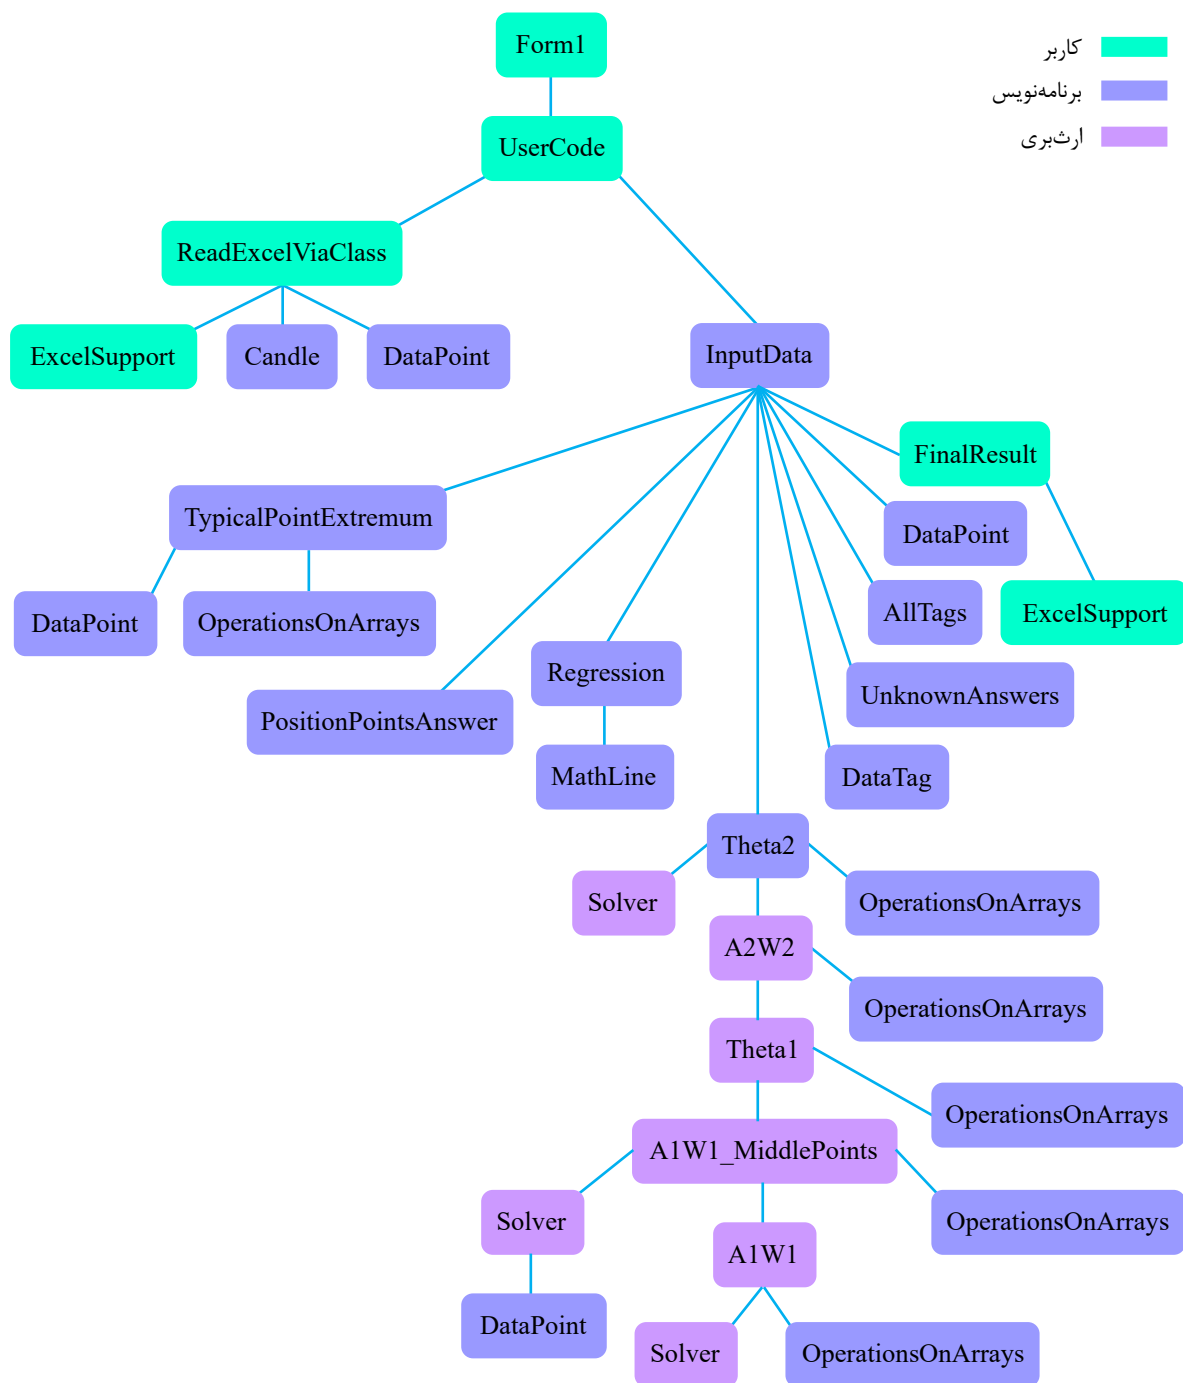 Form1
کاربر
برنامه‌نویس
ارث‌بری
UserCode
ReadExcelViaClass
ExcelSupport
Candle
DataPoint
InputData
FinalResult
TypicalPointExtremum
DataPoint
DataPoint
OperationsOnArrays
AllTags
ExcelSupport
Regression
UnknownAnswers
PositionPointsAnswer
MathLine
DataTag
Theta2
Solver
OperationsOnArrays
A2W2
OperationsOnArrays
Theta1
OperationsOnArrays
A1W1_MiddlePoints
Solver
OperationsOnArrays
A1W1
DataPoint
Solver
OperationsOnArrays